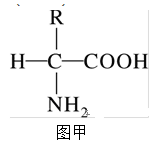 R
H—C—COOH
NH₂
图甲